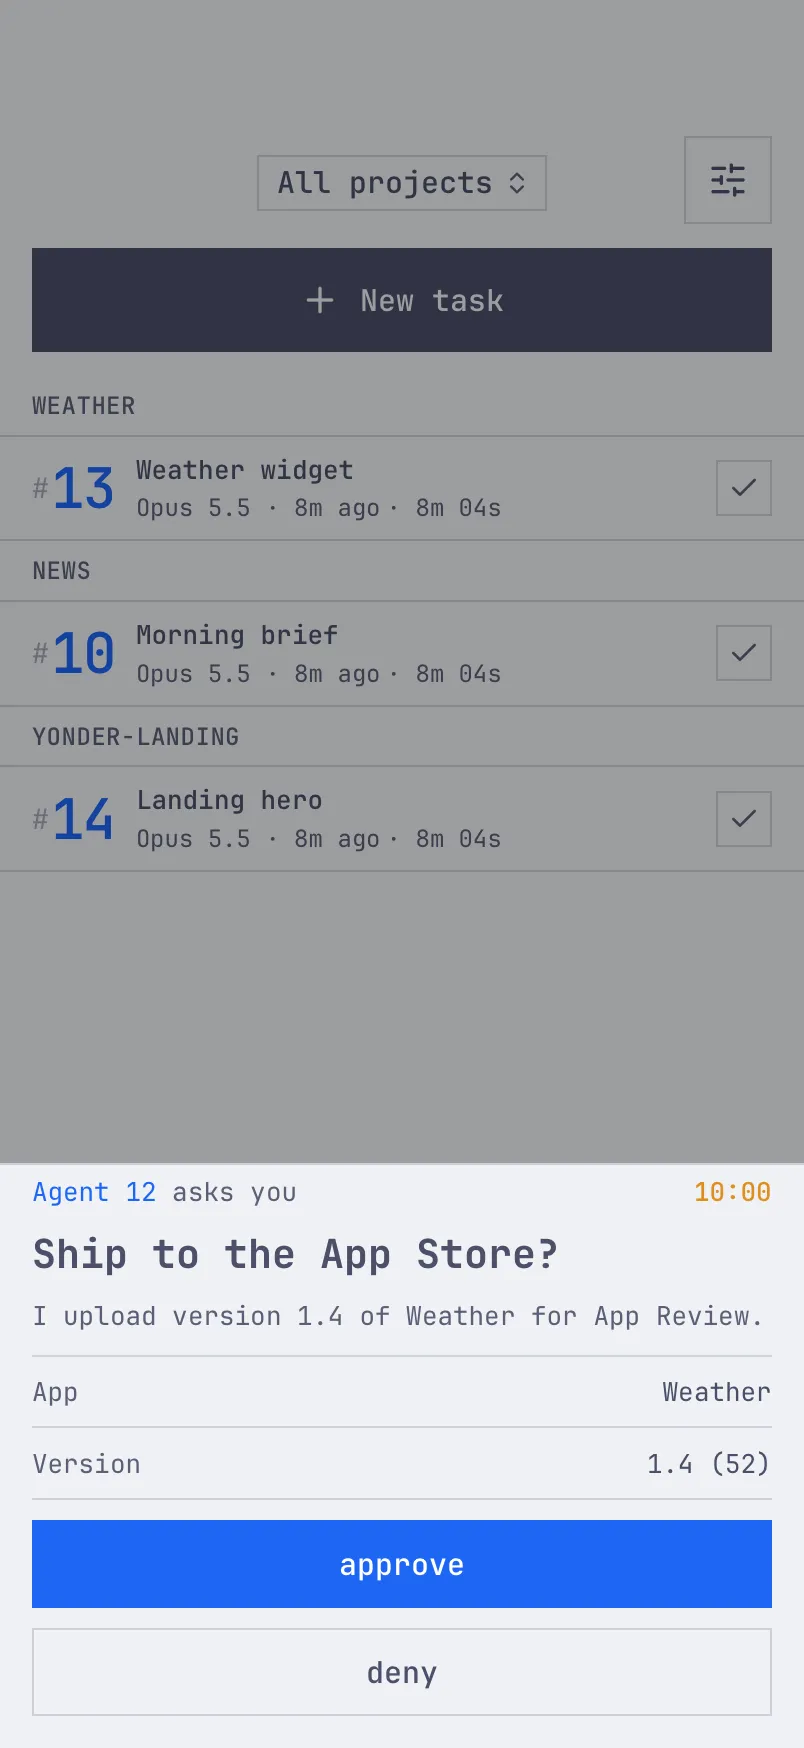 All projects
New task
WEATHER
#13 Weather widget
Opus 5.5 · 8m ago · 8m 04s
NEWS
#10 Morning brief
Opus 5.5 · 8m ago · 8m 04s
YONDER-LANDING
#14 Landing hero
Opus 5.5 · 8m ago · 8m 04s
Agent 12 asks you 10:00
Ship to the App Store?
I upload version 1.4 of Weather for App Review.
App Weather
Version 1.4 (52)
approve
deny